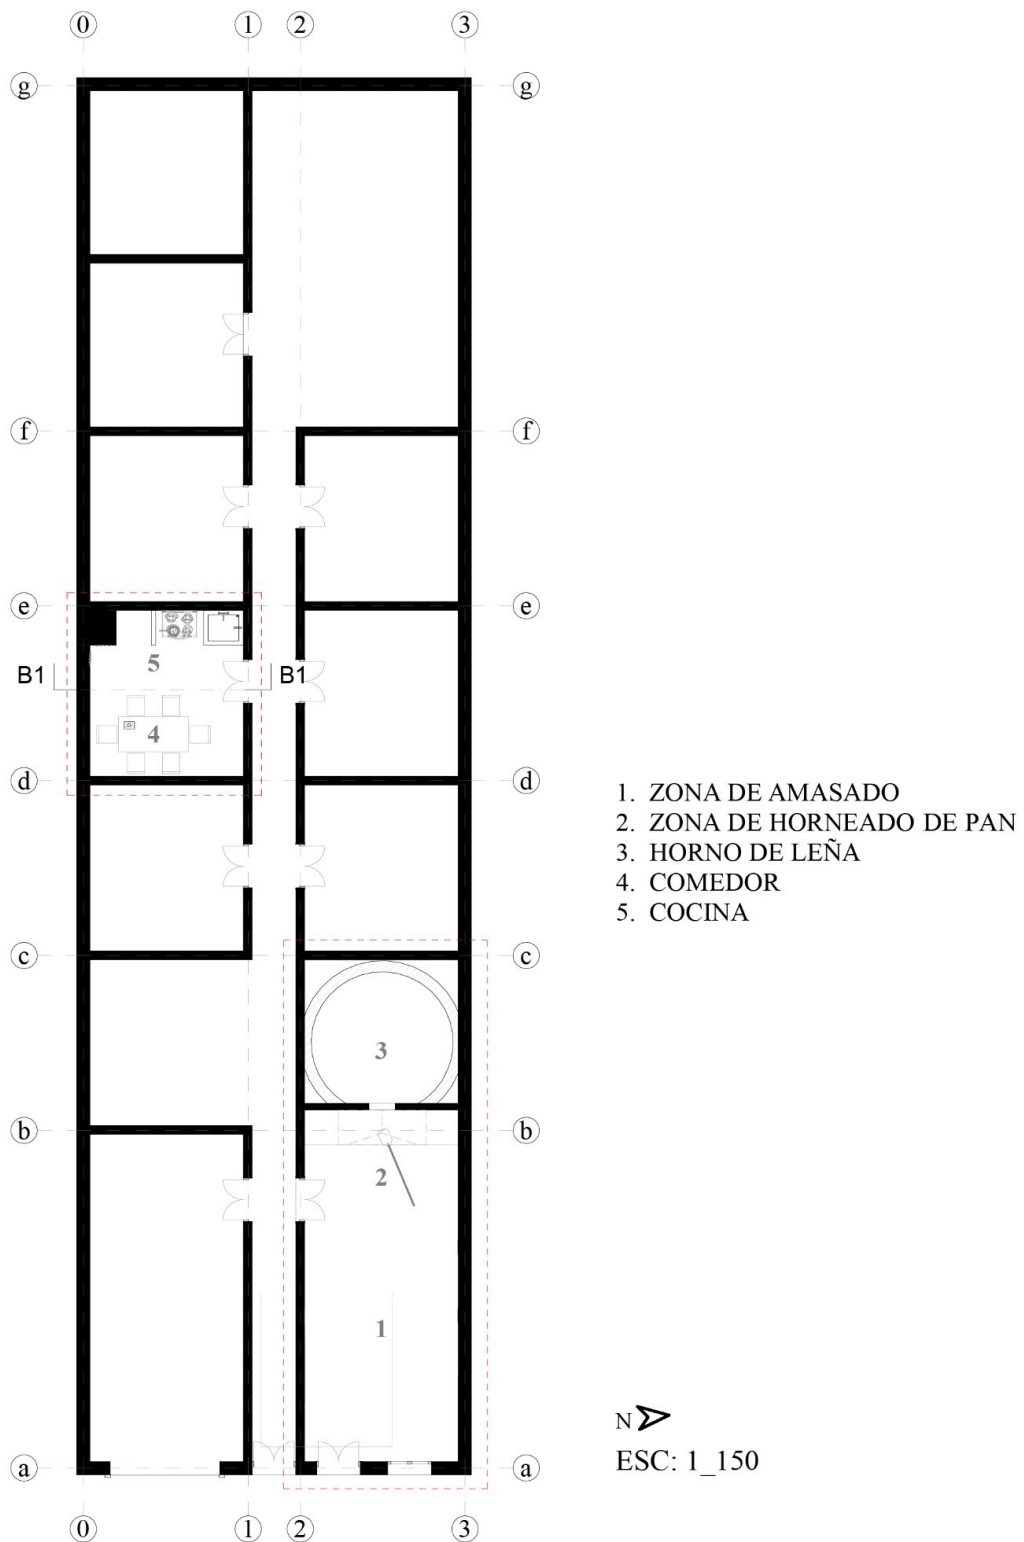 0 1 2 3
g g
f f
e e
5
B1 B1
4
d d
1. ZONA DE AMASADO
2. ZONA DE HORNEADO DE PAN
3. HORNO DE LEÑA
4. COMEDOR
5. COCINA
c c
3
b b
2
1
N
ESC: 1_150
a a
0 1 2 3